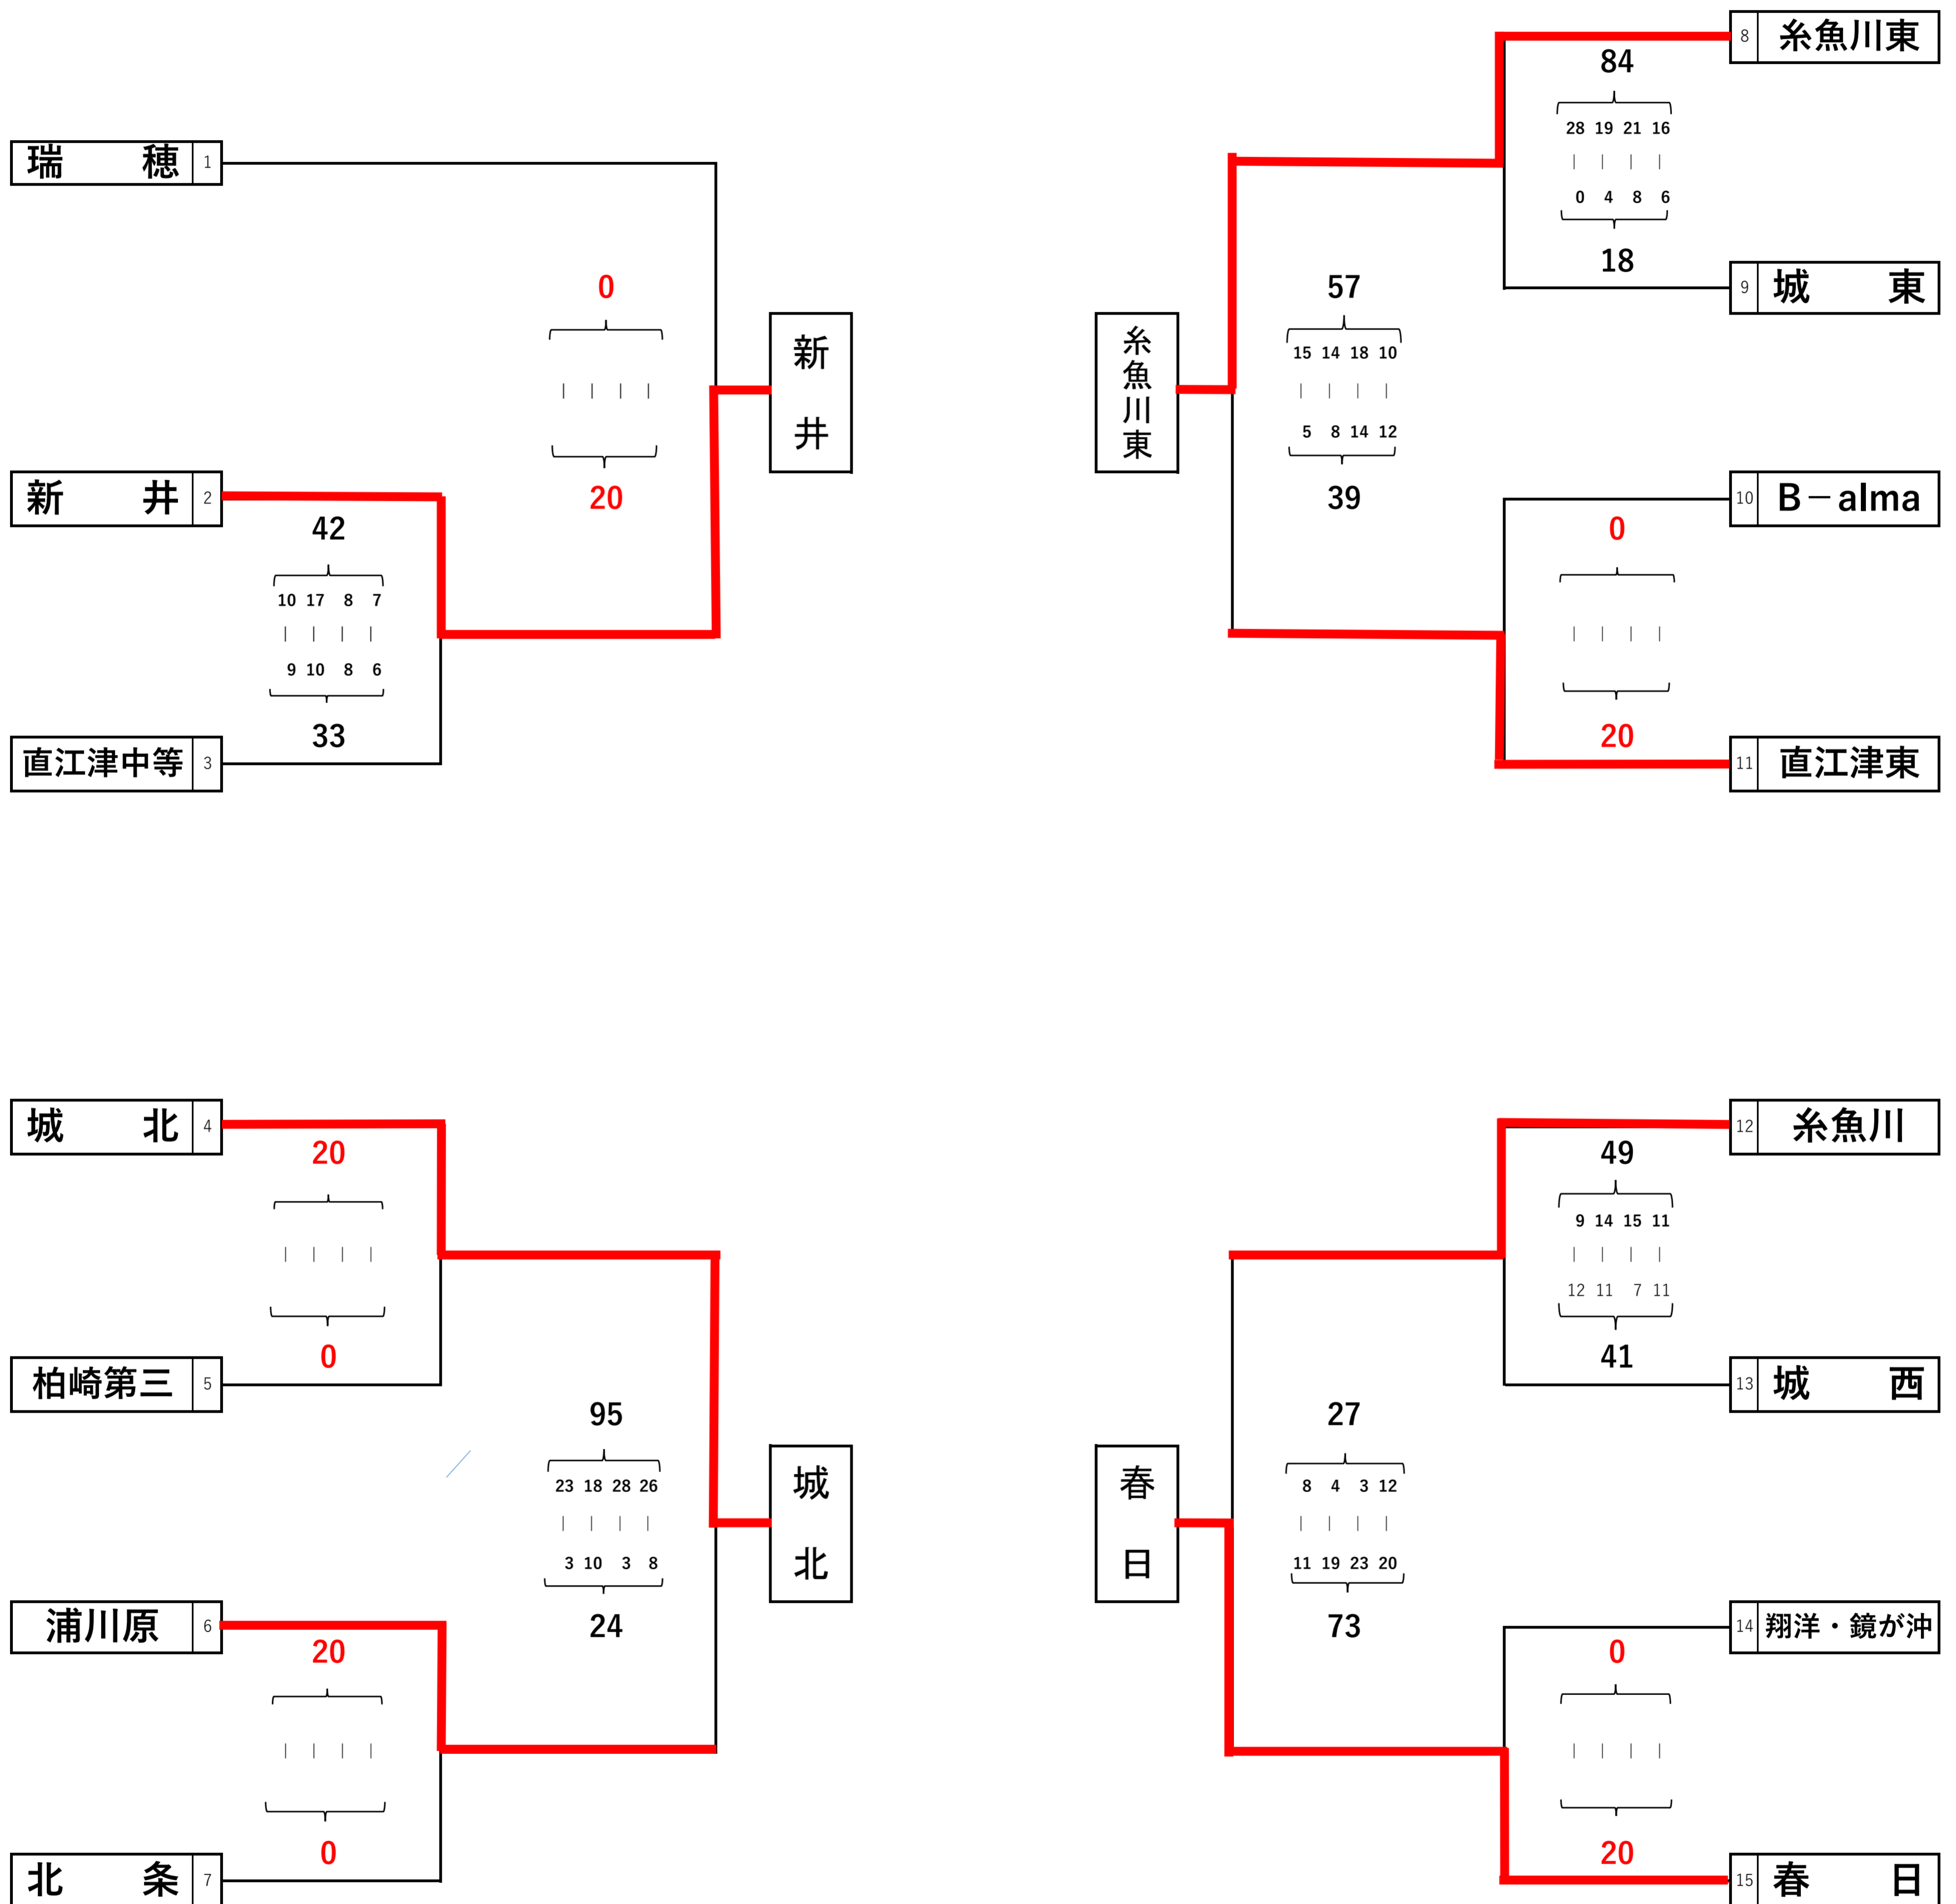 瑞 穂 1
0
20
新井
新 井 2
42
10 17 8 7
| | | |
9 10 8 6
33
直江津中等 3
8 糸魚川東
84
28 19 21 16
| | | |
0 4 8 6
18
9 城 東
57
15 14 18 10
| | | |
5 8 14 12
39
糸魚川東
10 B－alma
0
20
11 直江津東
城 北 4
20
0
柏崎第三 5
95
23 18 28 26
| | | |
3 10 3 8
24
城北
浦川原 6
20
0
北 条 7
12 糸魚川
49
9 14 15 11
| | | |
12 11 7 11
41
13 城 西
27
8 4 3 12
| | | |
11 19 23 20
73
春日
14 翔洋・鏡が沖
0
20
15 春 日